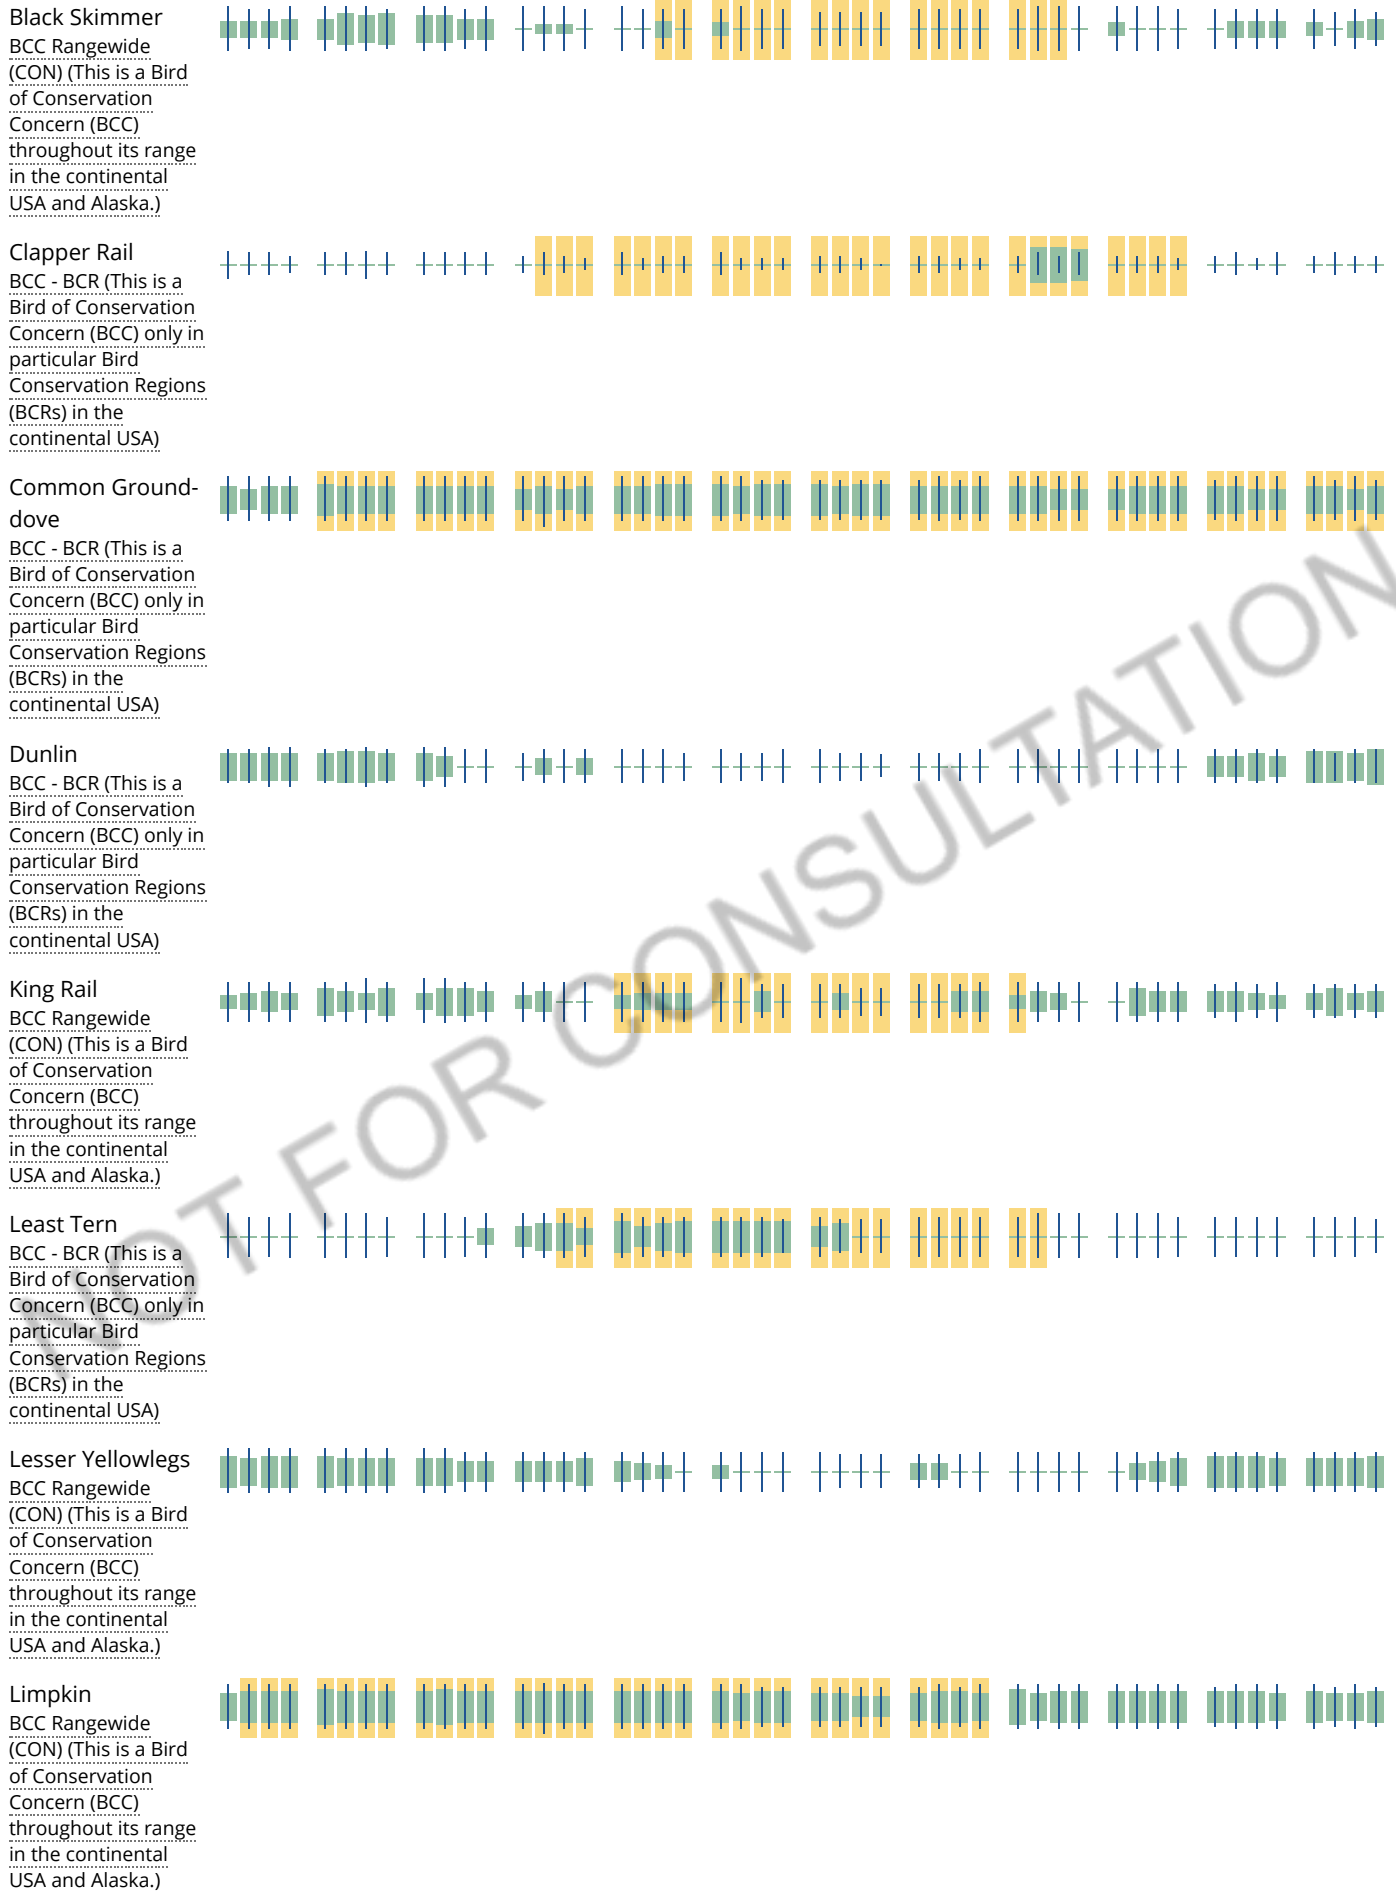 Black Skimmer
BCC Rangewide
(CON) (This is a Bird
of Conservation
Concern (BCC)
throughout its range
in the continental
USA and Alaska.)
Clapper Rail
BCC - BCR (This is a
Bird of Conservation
Concern (BCC) only in
particular Bird
Conservation Regions
(BCRs) in the
continental USA)
Common Ground-
dove
BCC - BCR (This is a
Bird of Conservation
Concern (BCC) only in
particular Bird
Conservation Regions
(BCRs) in the
continental USA)
Dunlin
BCC - BCR (This is a
Bird of Conservation
Concern (BCC) only in
particular Bird
Conservation Regions
(BCRs) in the
continental USA)
King Rail
BCC Rangewide
(CON) (This is a Bird
of Conservation
Concern (BCC)
throughout its range
in the continental
USA and Alaska.)
Least Tern
BCC - BCR (This is a
Bird of Conservation
Concern (BCC) only in
particular Bird
Conservation Regions
(BCRs) in the
continental USA)
Lesser Yellowlegs
BCC Rangewide
(CON) (This is a Bird
of Conservation
Concern (BCC)
throughout its range
in the continental
USA and Alaska.)
Limpkin
BCC Rangewide
(CON) (This is a Bird
of Conservation
Concern (BCC)
throughout its range
in the continental
USA and Alaska.)
NOT FOR CONSULTATION